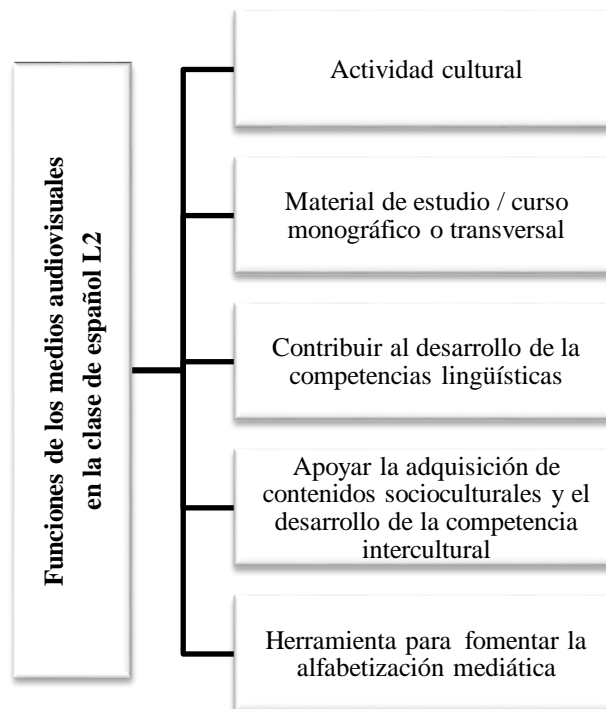 Funciones de los medios audiovisuales
en la clase de español L2
Actividad cultural
Material de estudio / curso
monográfico o transversal
Contribuir al desarrollo de la
competencias lingüísticas
Apoyar la adquisición de
contenidos socioculturales y el
desarrollo de la competencia
intercultural
Herramienta para fomentar la
alfabetización mediática